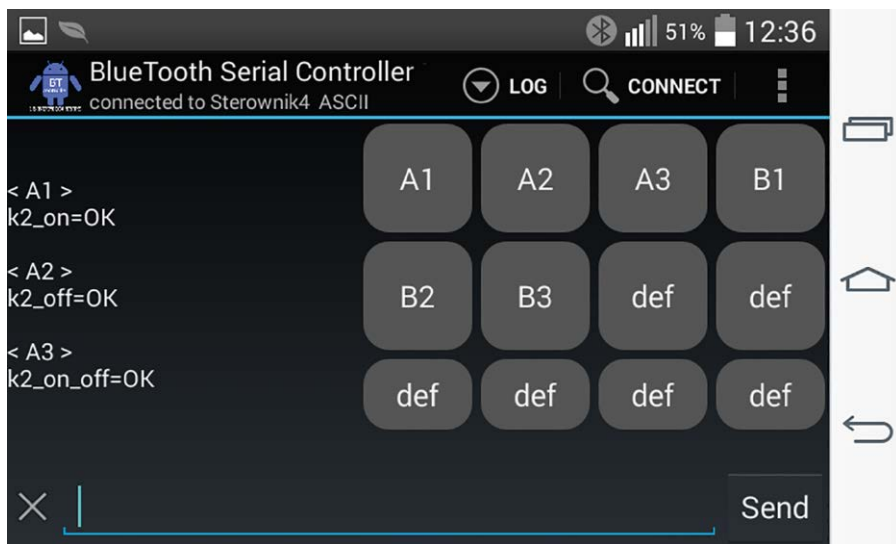 51% 12:36
BlueTooth Serial Controller
connected to Sterownik4 ASCII
BT
LOG
CONNECT
< A1 >
k2_on=OK
< A2 >
k2_off=OK
< A3 >
k2_on_off=OK
A1 A2 A3 B1
B2 B3 def def
def def def def
Send